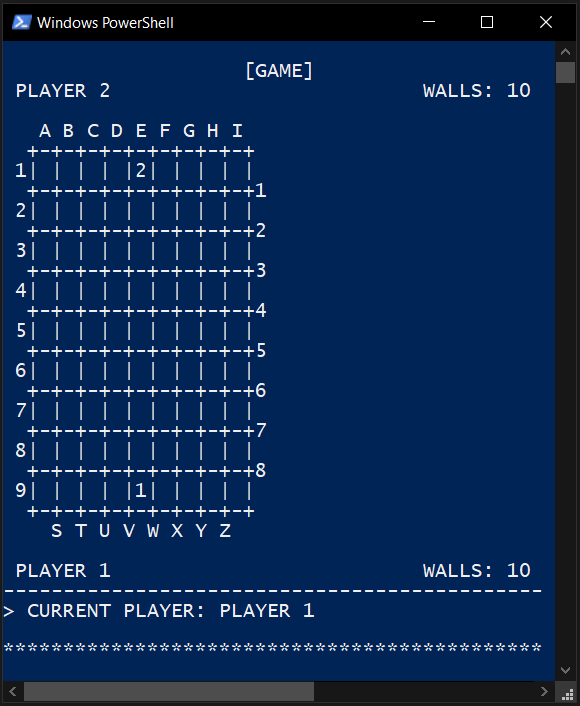 Windows PowerShell
[GAME]
PLAYER 2                                  WALLS: 10
   A B C D E F G H I
  +-+-+-+-+-+-+-+-+-+
 1| | | | |2| | | | |
  +-+-+-+-+-+-+-+-+-+1
 2| | | | | | | | | |
  +-+-+-+-+-+-+-+-+-+2
 3| | | | | | | | | |
  +-+-+-+-+-+-+-+-+-+3
 4| | | | | | | | | |
  +-+-+-+-+-+-+-+-+-+4
 5| | | | | | | | | |
  +-+-+-+-+-+-+-+-+-+5
 6| | | | | | | | | |
  +-+-+-+-+-+-+-+-+-+6
 7| | | | | | | | | |
  +-+-+-+-+-+-+-+-+-+7
 8| | | | | | | | | |
  +-+-+-+-+-+-+-+-+-+8
 9| | | | |1| | | | |
  +-+-+-+-+-+-+-+-+-+
    S T U V W X Y Z
PLAYER 1                                  WALLS: 10
---------------------------------------------
> CURRENT PLAYER: PLAYER 1
*********************************************